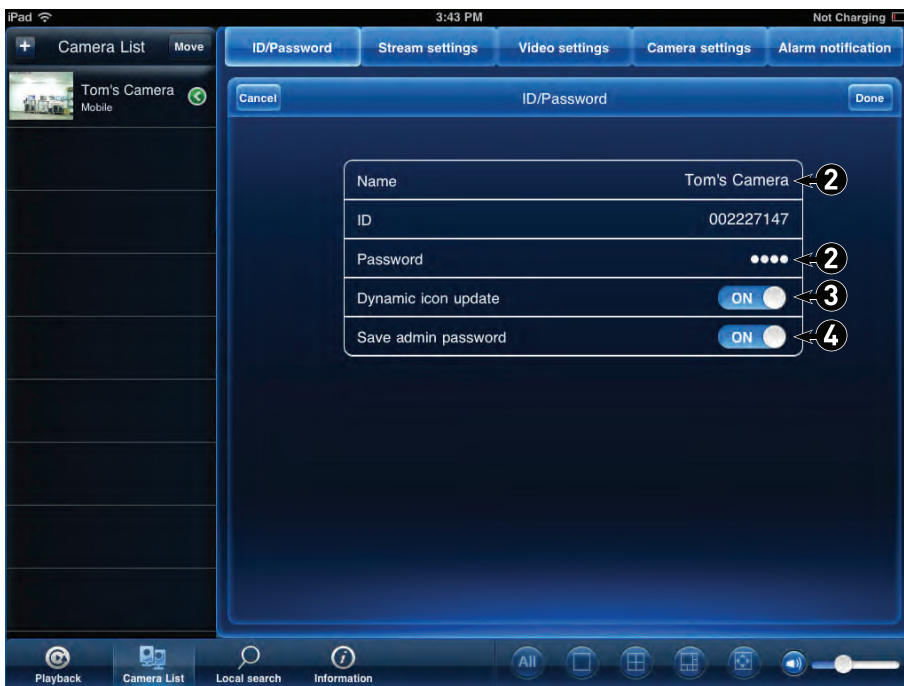 iPad 3:43 PM Not Charging
+ Camera List Move
ID/Password Stream settings Video settings Camera settings Alarm notification
Tom's Camera
Mobile
Cancel ID/Password Done
Name Tom's Camera 2
ID 002227147
Password •••• 2
Dynamic icon update ON 3
Save admin password ON 4
Playback Camera List Local search Information All